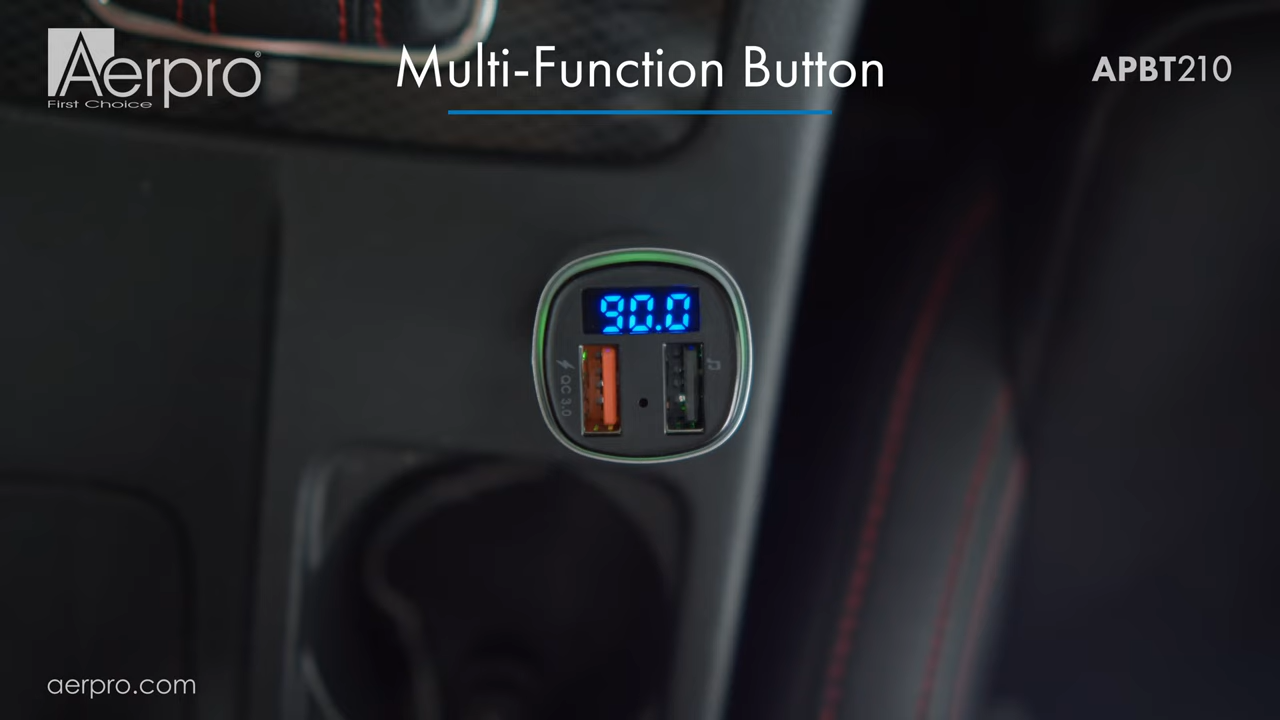 Aerpro®
First Choice
Multi-Function Button
APBT210
90.0
QC 3.0
aerpro.com